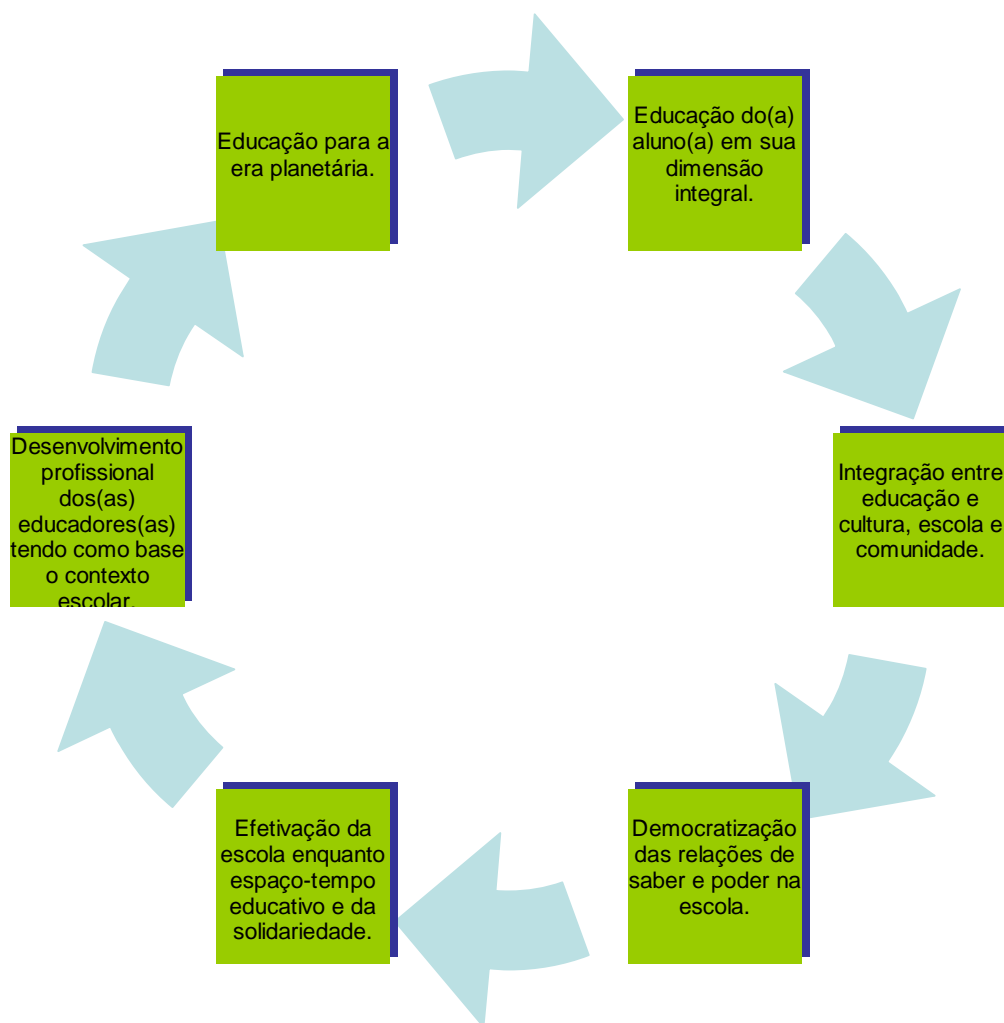 Educação para a
era planetária.
Educação do(a)
aluno(a) em sua
dimensão
integral.
Integração entre
educação e
cultura, escola e
comunidade.
Democratização
das relações de
saber e poder na
escola.
Efetivação da
escola enquanto
espaço-tempo
educativo e da
solidariedade.
Desenvolvimento
profissional
dos(as)
educadores(as)
tendo como base
o contexto
escolar.